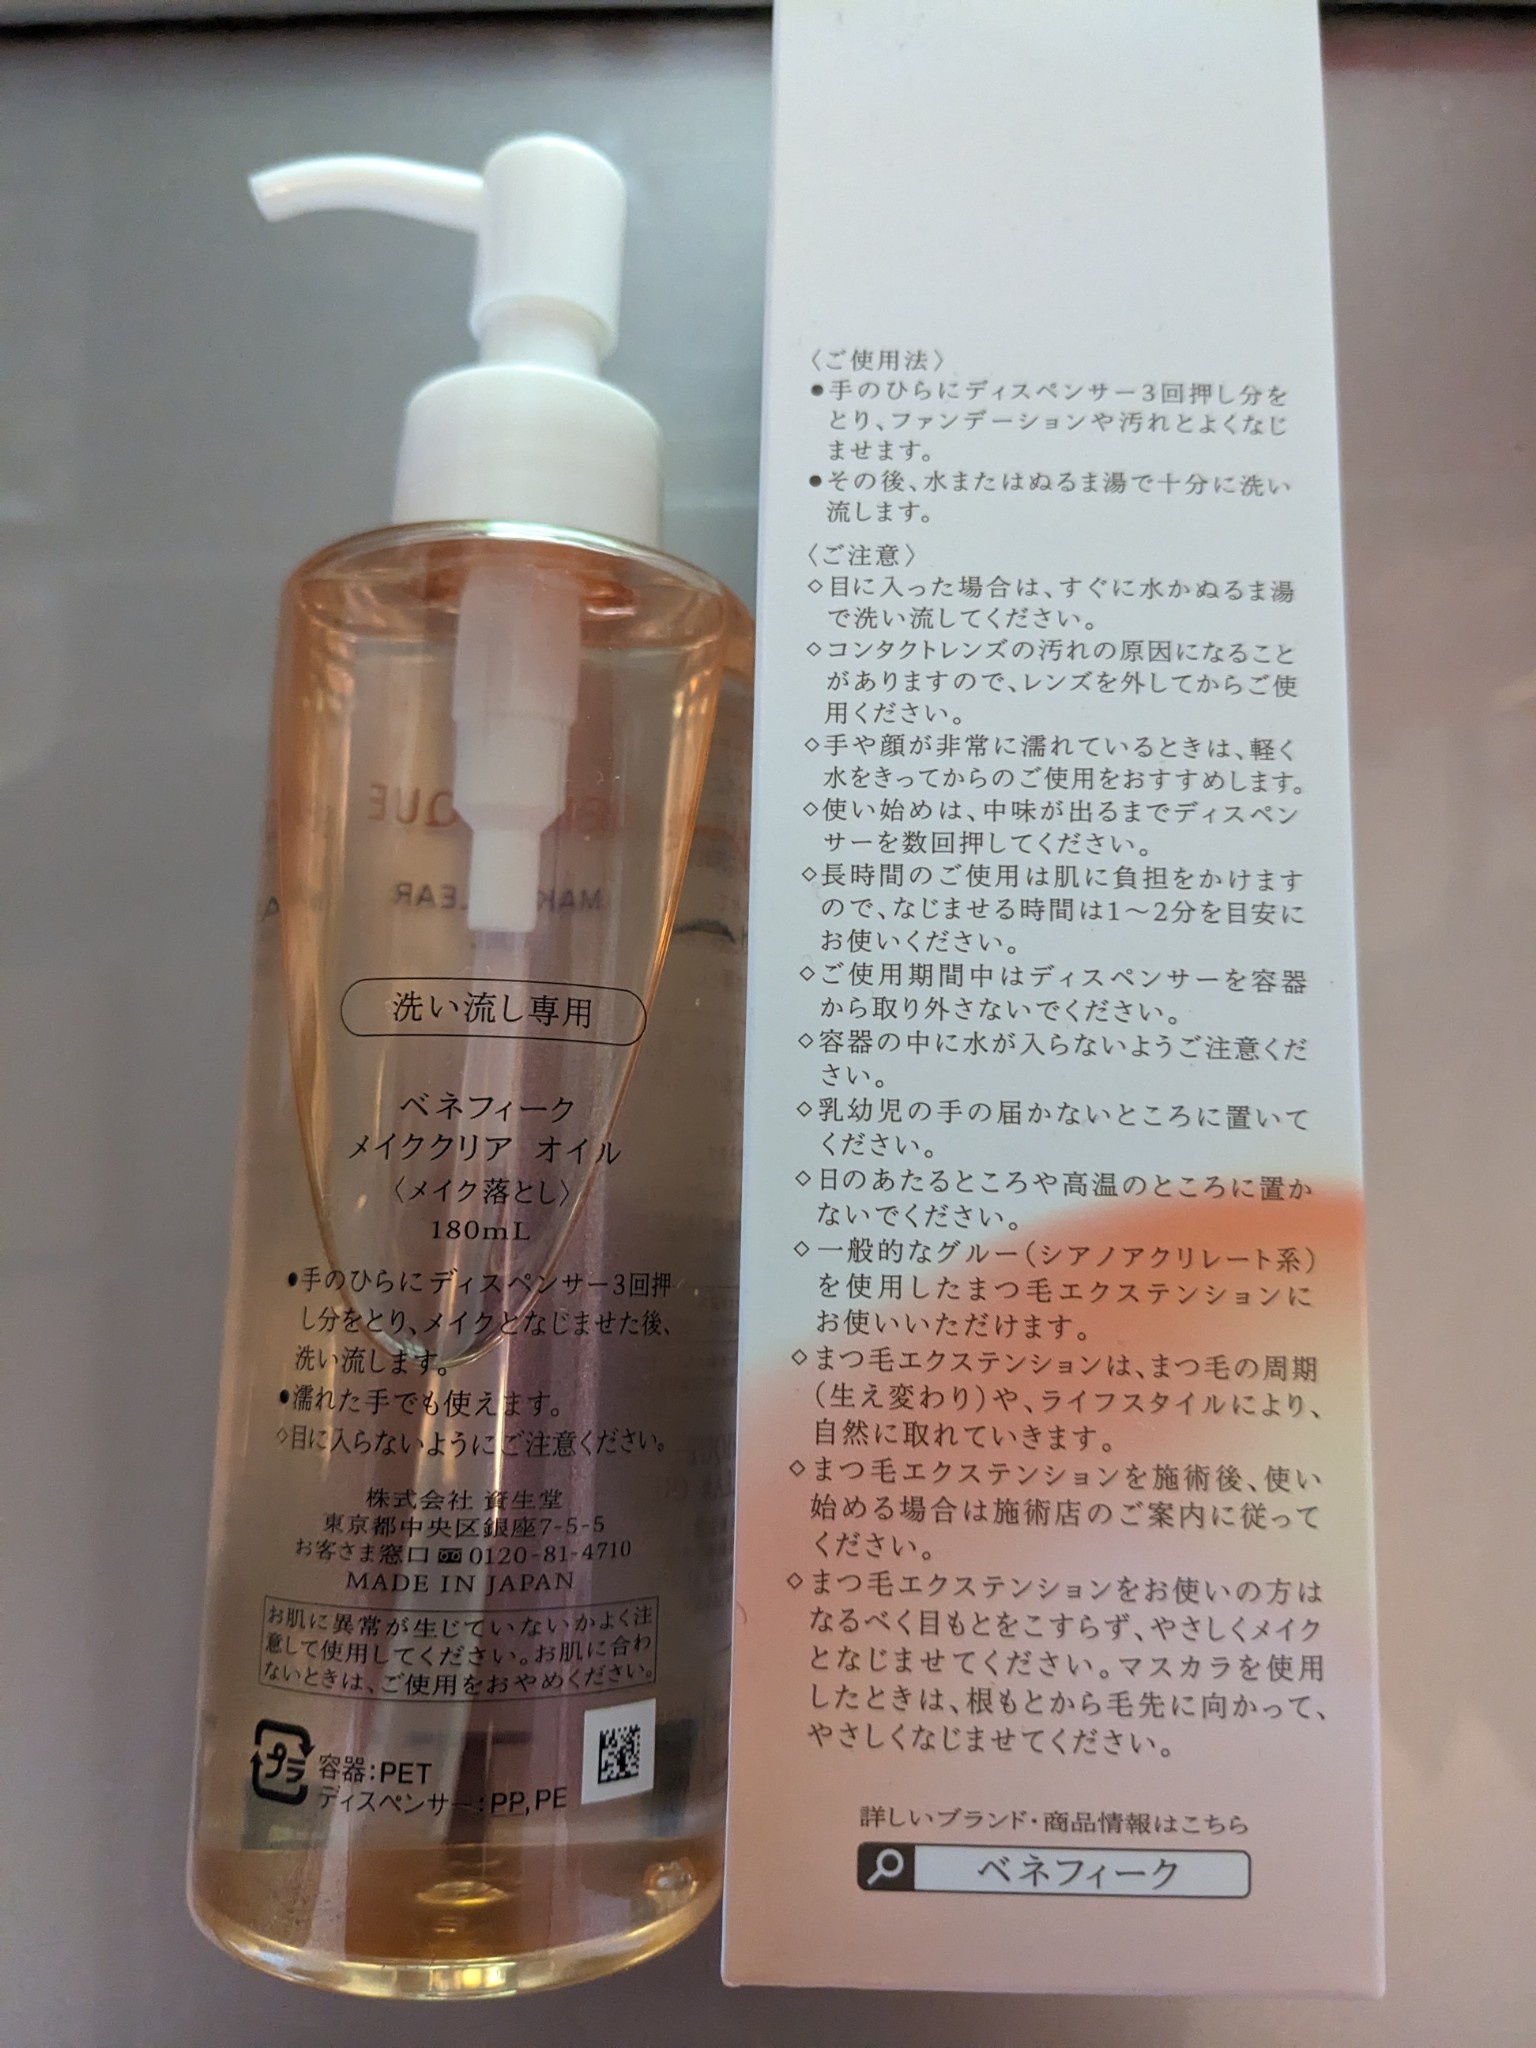 洗い流し専用
ベネフィーク
メイククリア オイル
〈メイク落とし〉
180mL
●手のひらにディスペンサー3回押
し分をとり、メイクとなじませた後、
洗い流します。
●濡れた手でも使えます。
◇目に入らないようにご注意ください。
株式会社 資生堂
東京都中央区銀座7-5-5
お客さま窓口 0120-81-4710
MADE IN JAPAN
お肌に異常が生じていないかよく注
意して使用してください。お肌に合わ
ないときは、ご使用をおやめください。
プラ
容器:PET
ディスペンサー:PP,PE
〈ご使用法〉
●手のひらにディスペンサー3回押し分を
とり、ファンデーションや汚れとよくなじ
ませます。
●その後、水またはぬるま湯で十分に洗い
流します。
〈ご注意〉
◇目に入った場合は、すぐに水かぬるま湯
で洗い流してください。
◇コンタクトレンズの汚れの原因になること
がありますので、レンズを外してからご使
用ください。
◇手や顔が非常に濡れているときは、軽く
水をきってからのご使用をおすすめします。
◇使い始めは、中味が出るまでディスペン
サーを数回押してください。
◇長時間のご使用は肌に負担をかけます
ので、なじませる時間は1～2分を目安に
お使いください。
◇ご使用期間中はディスペンサーを容器
から取り外さないでください。
◇容器の中に水が入らないようご注意くだ
さい。
◇乳幼児の手の届かないところに置いて
ください。
◇日のあたるところや高温のところに置か
ないでください。
◇一般的なグルー(シアノアクリレート系)
を使用したまつ毛エクステンションに
お使いいただけます。
◇まつ毛エクステンションは、まつ毛の周期
(生え変わり)や、ライフスタイルにより、
自然に取れていきます。
◇まつ毛エクステンションを施術後、使い
始める場合は施術店のご案内に従って
ください。
◇まつ毛エクステンションをお使いの方は
なるべく目もとをこすらず、やさしくメイク
となじませてください。マスカラを使用
したときは、根もとから毛先に向かって、
やさしくなじませてください。
詳しいブランド・商品情報はこちら
ベネフィーク